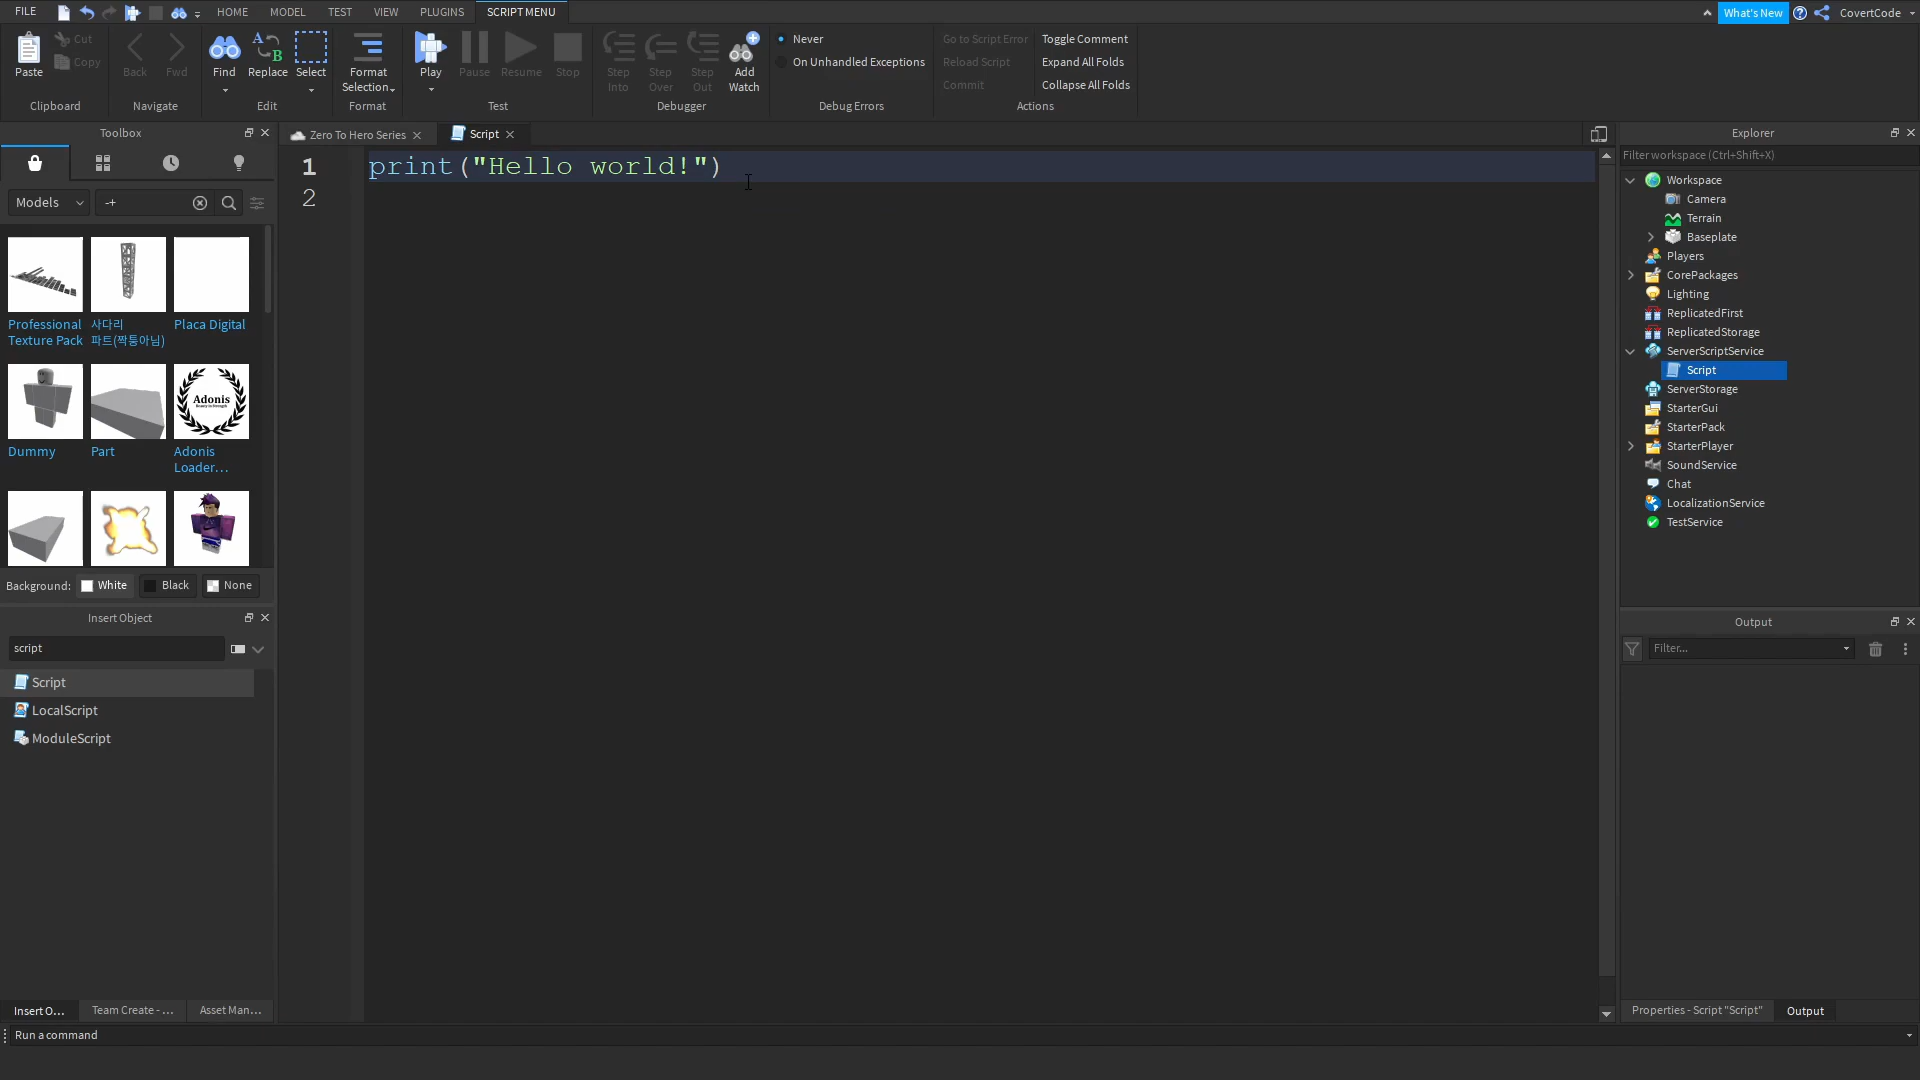 FILE HOME MODEL TEST VIEW PLUGINS SCRIPT MENU What's New CovertCode
Paste Cut Copy
Clipboard
Back Fwd
Navigate
Find Replace Select
Edit
Format
Selection
Format
Play Pause Resume Stop
Test
Step
Into
Step
Over
Step
Out
Add
Watch
Debugger
Never
On Unhandled Exceptions
Debug Errors
Go to Script Error
Reload Script
Commit
Toggle Comment
Expand All Folds
Collapse All Folds
Actions
Toolbox
Models -+
Professional
Texture Pack
사다리
파트(짝퉁아님)
Placa Digital
Adonis
Dummy
Part
Adonis
Loader...
Background: White Black None
Insert Object
script
Script
LocalScript
ModuleScript
Insert O... Team Create - ... Asset Man...
Run a command
Zero To Hero Series Script
1 print("Hello world!")
2
Explorer
Filter workspace (Ctrl+Shift+X)
Workspace
Camera
Terrain
Baseplate
Players
CorePackages
Lighting
ReplicatedFirst
ReplicatedStorage
ServerScriptService
Script
ServerStorage
StarterGui
StarterPack
StarterPlayer
SoundService
Chat
LocalizationService
TestService
Output
Filter...
Properties - Script "Script" Output